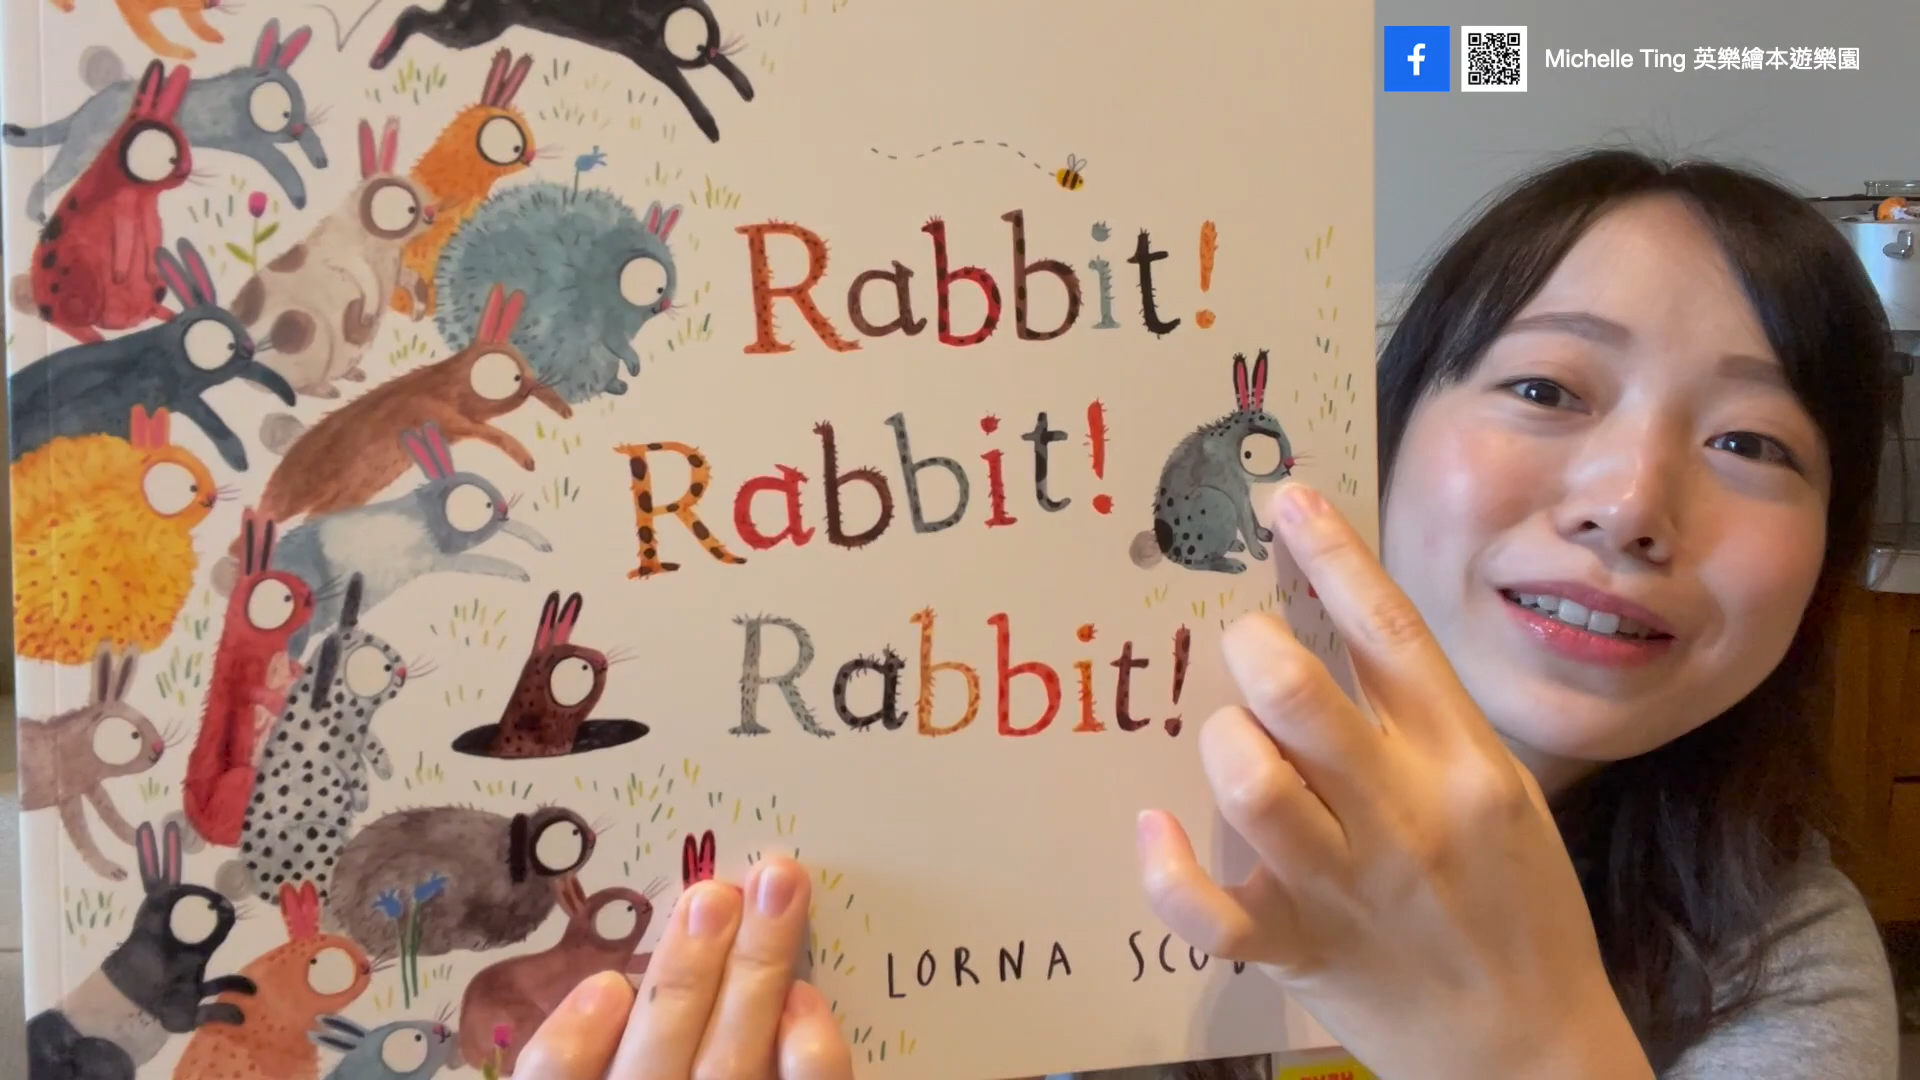 Michelle Ting 英樂繪本遊樂園
Rabbit!
Rabbit!
Rabbit!
LORNA